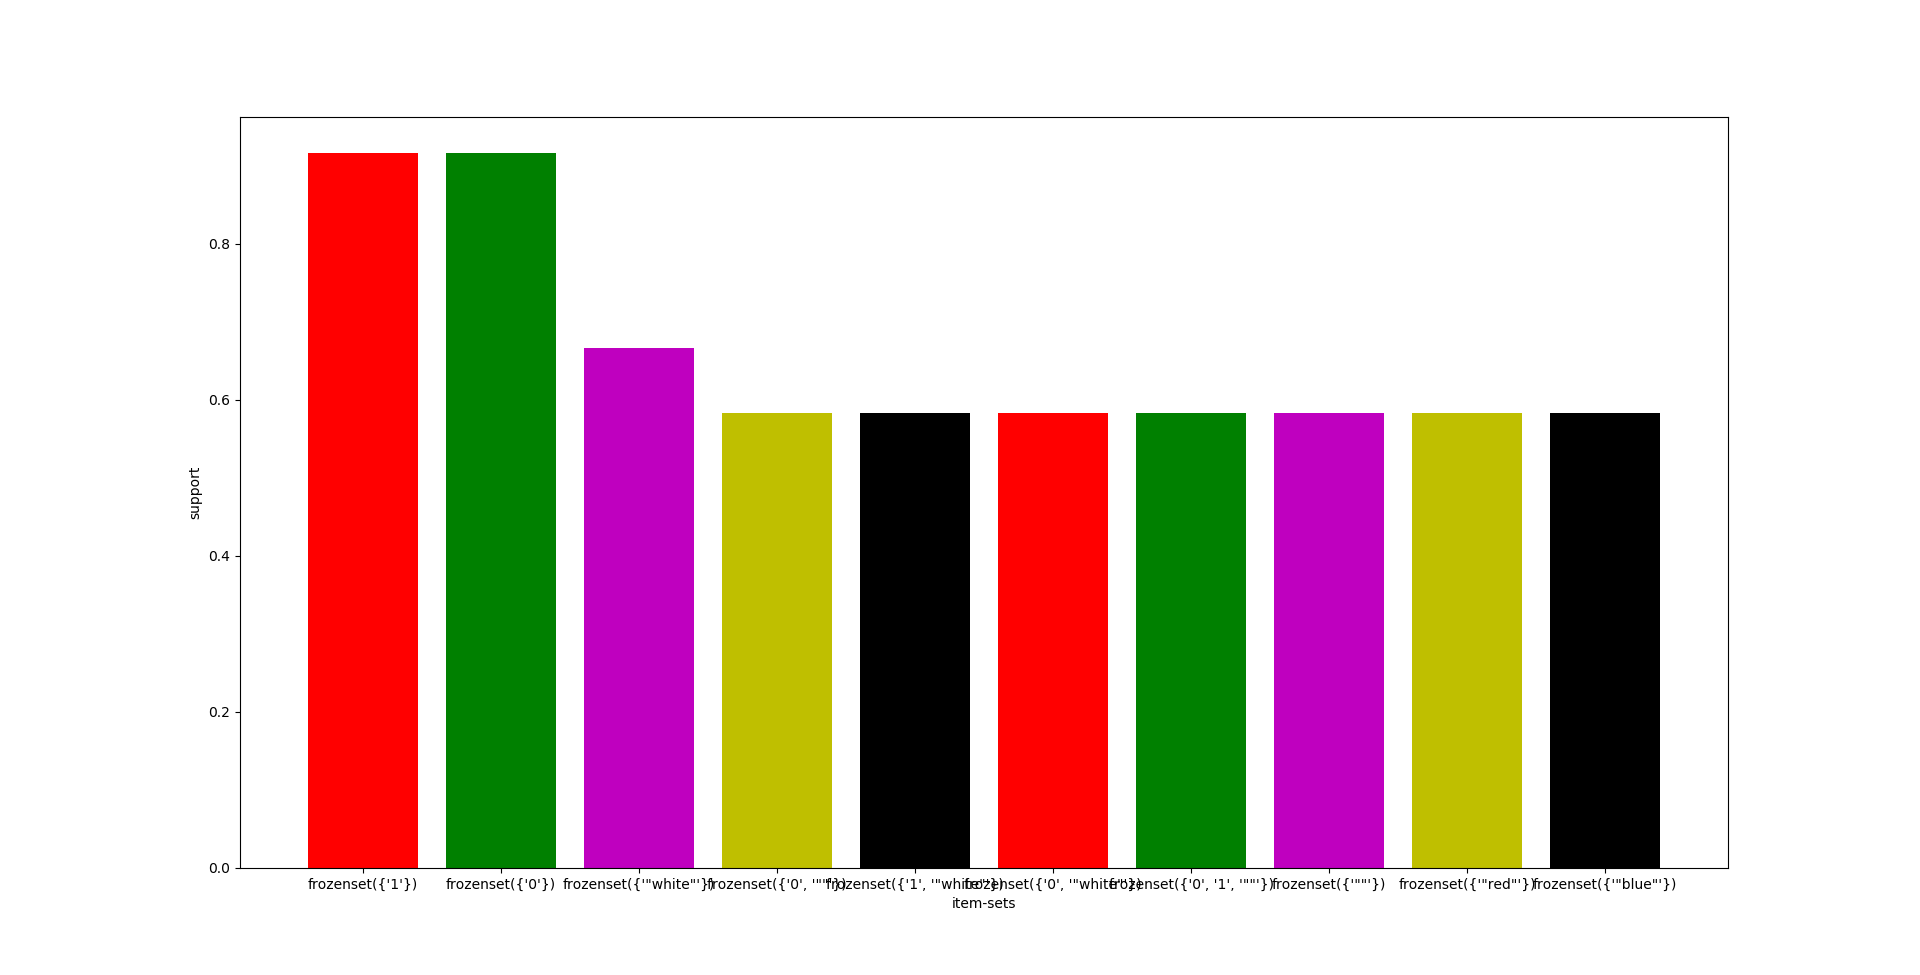 0.8
0.6
0.4
0.2
0.0
support
frozenset({'1'}) frozenset({'0'}) frozenset({'"white"'}) frozenset({'0', '""'}) frozenset({'1', '"white"'}) frozenset({'0', '"white"'}) frozenset({'0', '1', '""'}) frozenset({'""'}) frozenset({'"red"'}) frozenset({'"blue"'})
item-sets